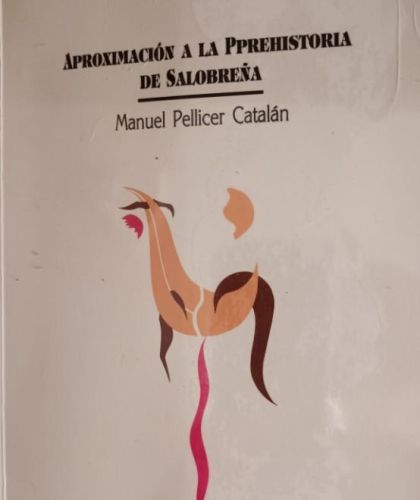 APROXIMACIÓN A LA PPREHISTORIA
DE SALOBREÑA
Manuel Pellicer Catalán